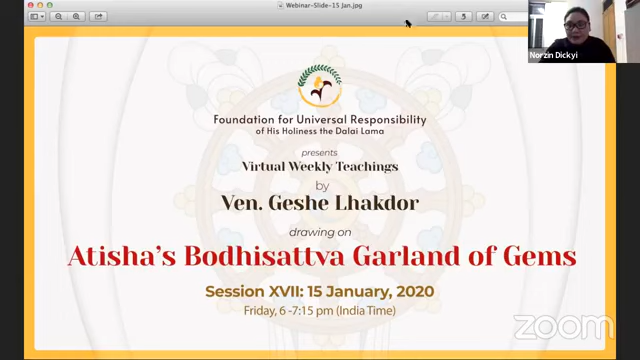 Webinar-Slide-15 Jan.jpg
Norzin Dickyi
Foundation for Universal Responsibility
of His Holiness the Dalai Lama
presents
Virtual Weekly Teachings
by
Ven. Geshe Lhakdor
drawing on
Atisha's Bodhisattva Garland of Gems
Session XVII: 15 January, 2020
Friday, 6 -7:15 pm (India Time)
zoom